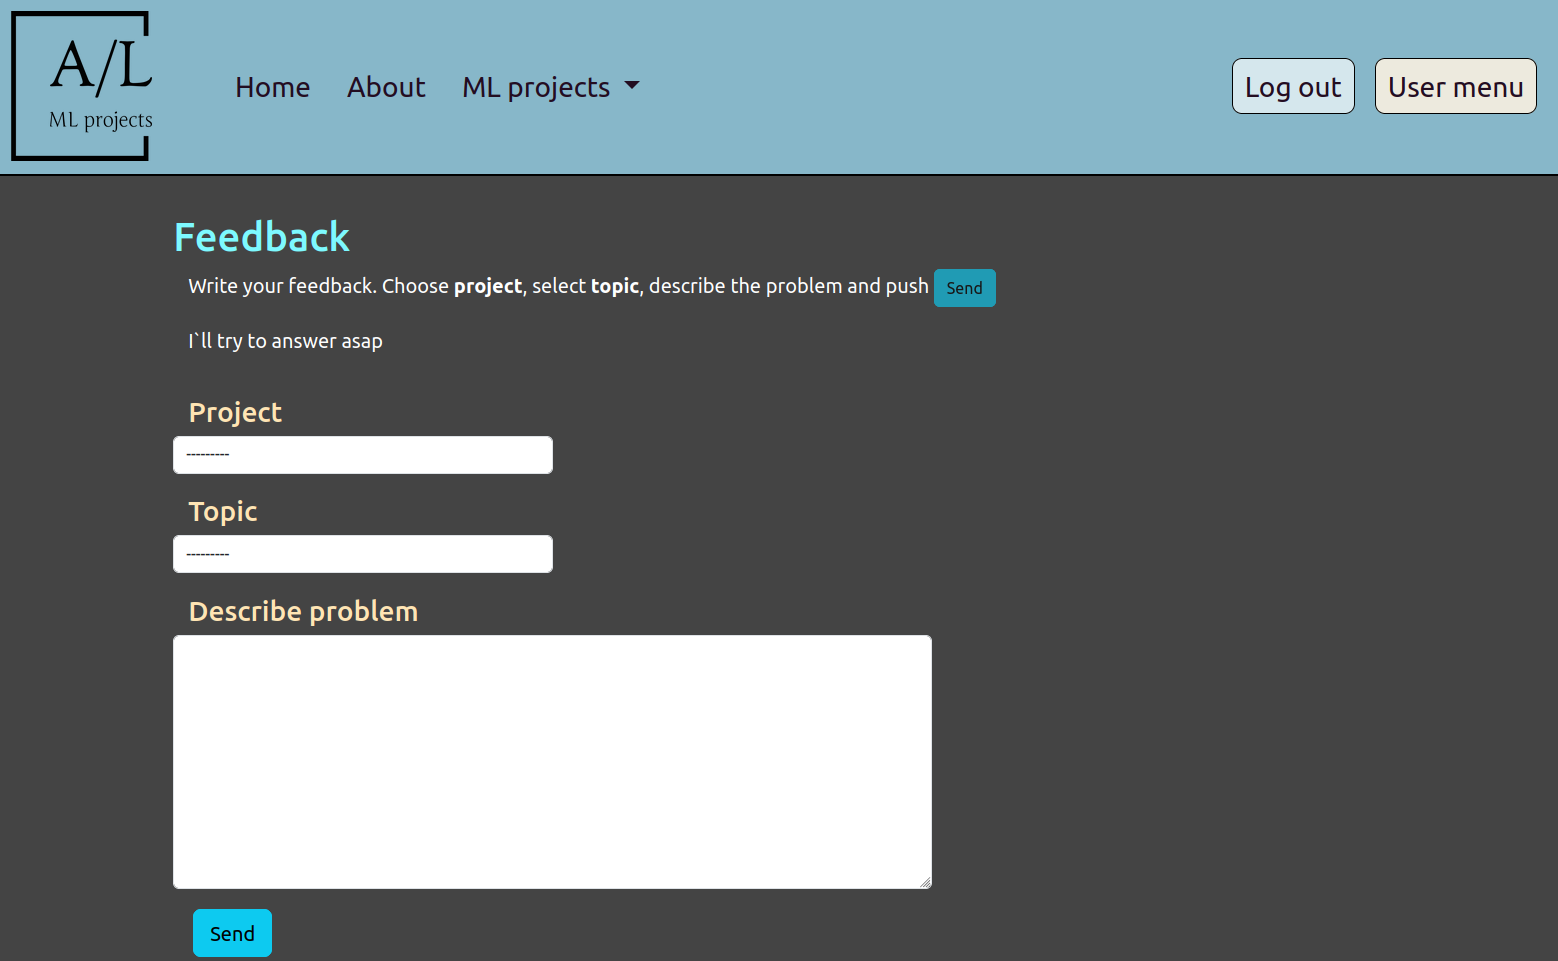 A/L
ML projects
Home About ML projects Log out User menu
Feedback
Write your feedback. Choose project, select topic, describe the problem and push Send
I`ll try to answer asap
Project
---------
Topic
---------
Describe problem
Send